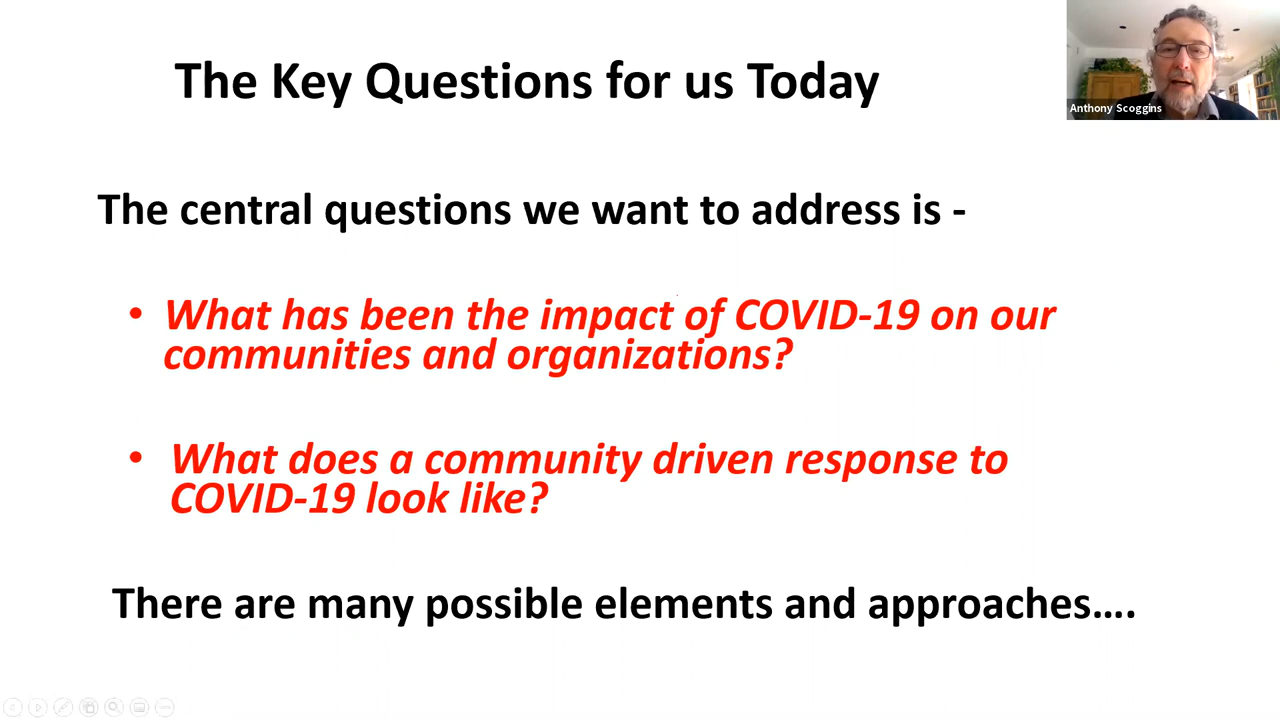 The Key Questions for us Today
Anthony Scoggins
The central questions we want to address is -
• What has been the impact of COVID-19 on our
communities and organizations?
• What does a community driven response to
COVID-19 look like?
There are many possible elements and approaches....